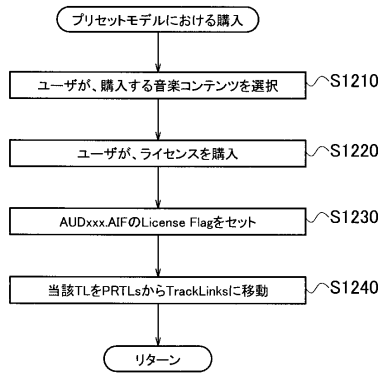 プリセットモデルにおける購入
ユーザが、購入する音楽コンテンツを選択
S1210
ユーザが、ライセンスを購入
S1220
AUDxxx.AIFのLicense Flagをセット
S1230
当該TLをPRTLsからTrackLinksに移動
S1240
リターン